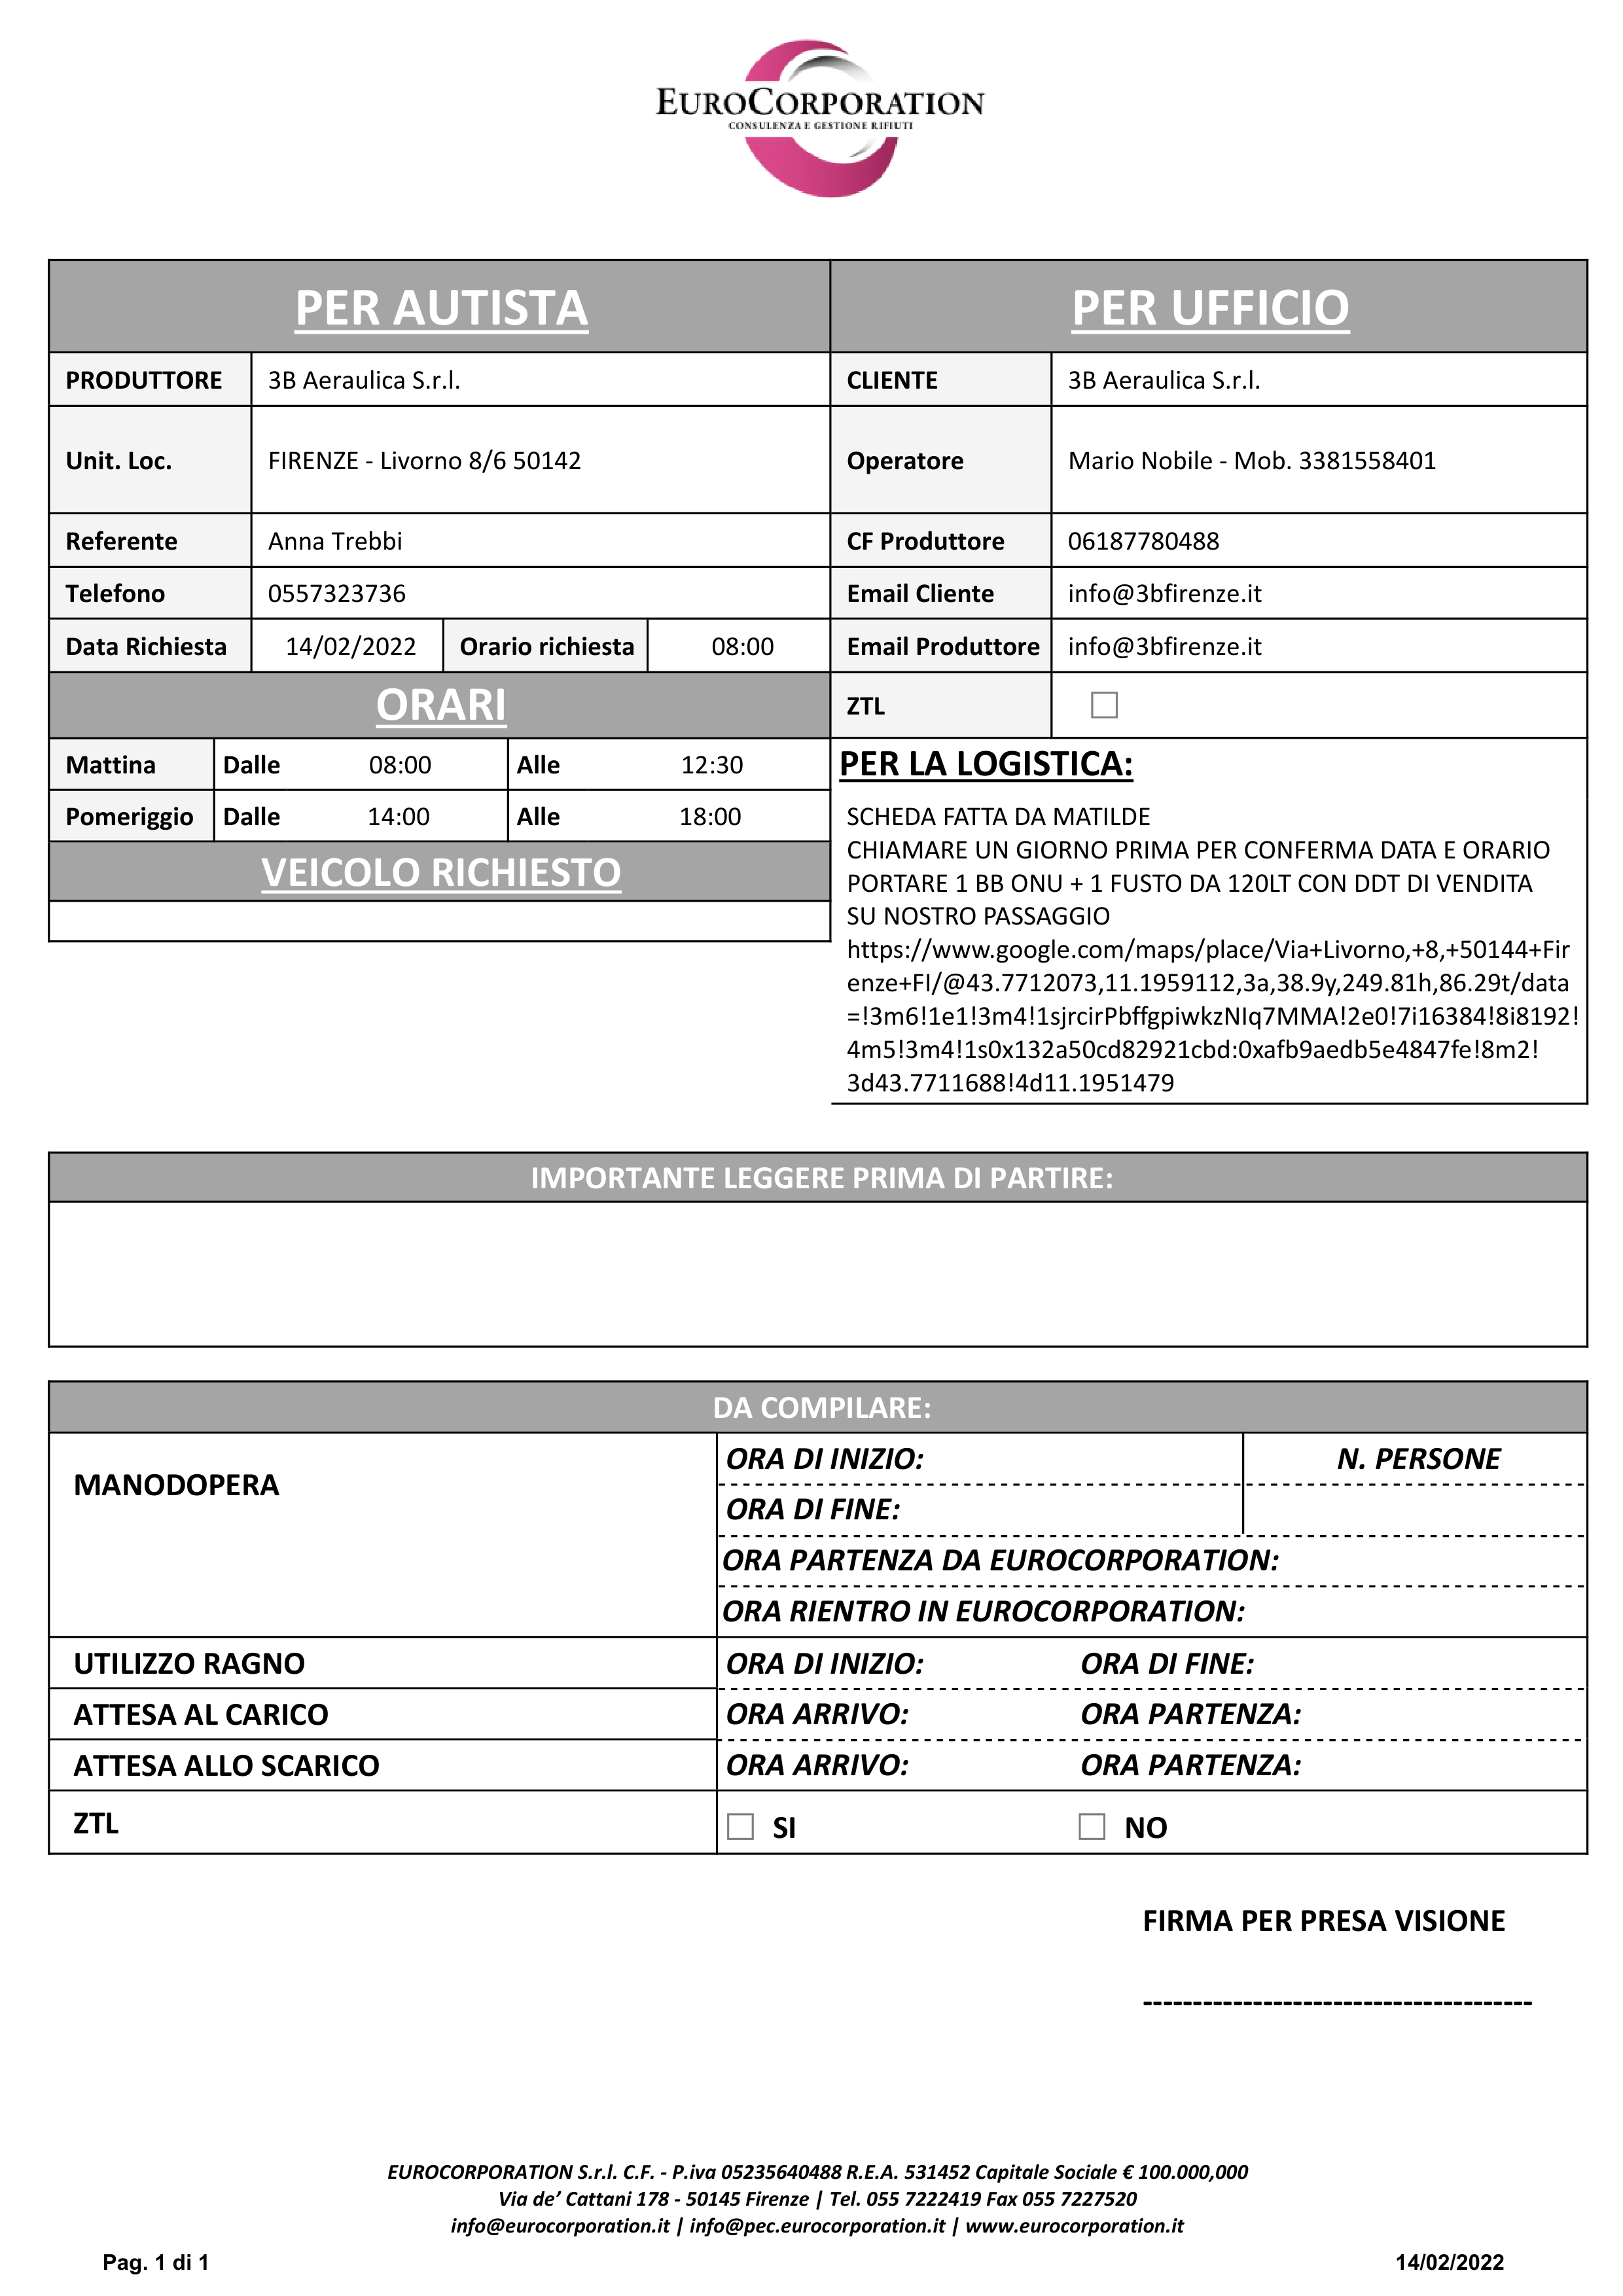 EUROCORPORATION
CONSULENZA E GESTIONE RIFIUTI
PER AUTISTA
PER UFFICIO
PRODUTTORE 3B Aeraulica S.r.l.
CLIENTE 3B Aeraulica S.r.l.
Unit. Loc. FIRENZE - Livorno 8/6 50142
Operatore Mario Nobile - Mob. 3381558401
Referente Anna Trebbi
CF Produttore 06187780488
Telefono 0557323736
Email Cliente info@3bfirenze.it
Data Richiesta 14/02/2022 Orario richiesta 08:00
Email Produttore info@3bfirenze.it
ORARI
ZTL
Mattina Dalle 08:00 Alle 12:30
Pomeriggio Dalle 14:00 Alle 18:00
VEICOLO RICHIESTO
PER LA LOGISTICA:
SCHEDA FATTA DA MATILDE
CHIAMARE UN GIORNO PRIMA PER CONFERMA DATA E ORARIO
PORTARE 1 BB ONU + 1 FUSTO DA 120LT CON DDT DI VENDITA
SU NOSTRO PASSAGGIO
https://www.google.com/maps/place/Via+Livorno,+8,+50144+Fir
enze+FI/@43.7712073,11.1959112,3a,38.9y,249.81h,86.29t/data
=!3m6!1e1!3m4!1sjrcirPbffgpiwkzNIq7MMA!2e0!7i16384!8i8192!
4m5!3m4!1s0x132a50cd82921cbd:0xafb9aedb5e4847fe!8m2!
3d43.7711688!4d11.1951479
IMPORTANTE LEGGERE PRIMA DI PARTIRE:
DA COMPILARE:
MANODOPERA
ORA DI INIZIO: N. PERSONE
ORA DI FINE:
ORA PARTENZA DA EUROCORPORATION:
ORA RIENTRO IN EUROCORPORATION:
UTILIZZO RAGNO ORA DI INIZIO: ORA DI FINE:
ATTESA AL CARICO ORA ARRIVO: ORA PARTENZA:
ATTESA ALLO SCARICO ORA ARRIVO: ORA PARTENZA:
ZTL SI NO
FIRMA PER PRESA VISIONE
---------------------------------------
EUROCORPORATION S.r.l. C.F. - P.iva 05235640488 R.E.A. 531452 Capitale Sociale € 100.000,000
Via de’ Cattani 178 - 50145 Firenze | Tel. 055 7222419 Fax 055 7227520
info@eurocorporation.it | info@pec.eurocorporation.it | www.eurocorporation.it
Pag. 1 di 1 14/02/2022